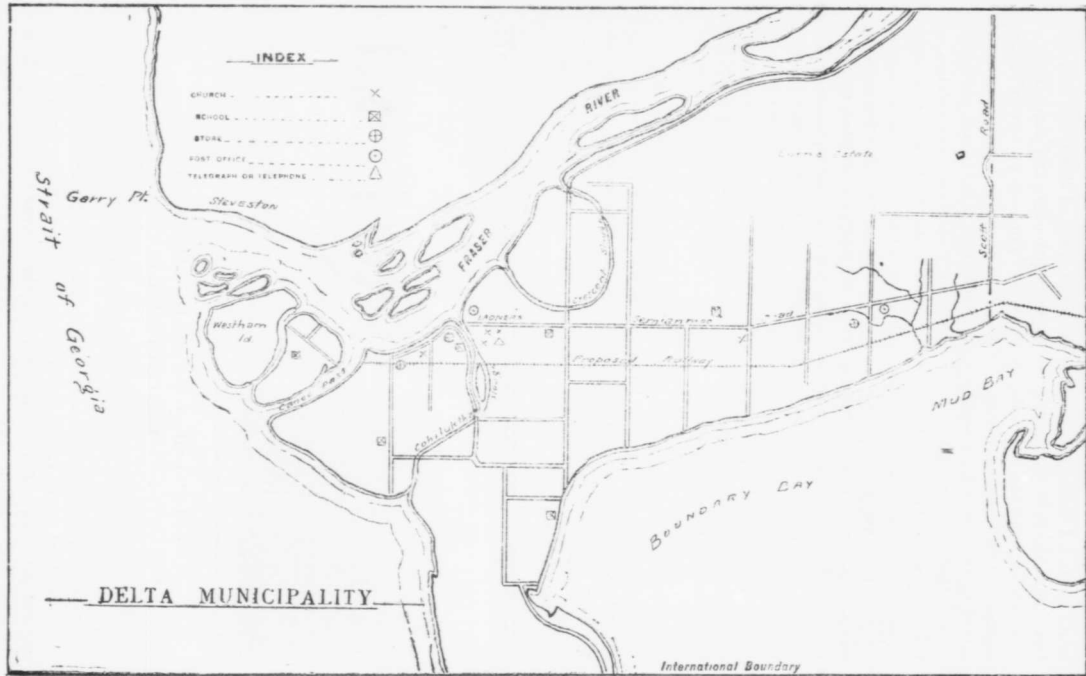 INDEX
CHURCH
SCHOOL
STORE
POST OFFICE
TELEGRAPH OR TELEPHONE
RIVER
Scott Road
Strait of Georgia
Garry Pt.
Steveston
FRASER
Westham
Id.
Canoe Pass
Proposed Railway
MUD BAY
BOUNDARY BAY
DELTA MUNICIPALITY
International Boundary